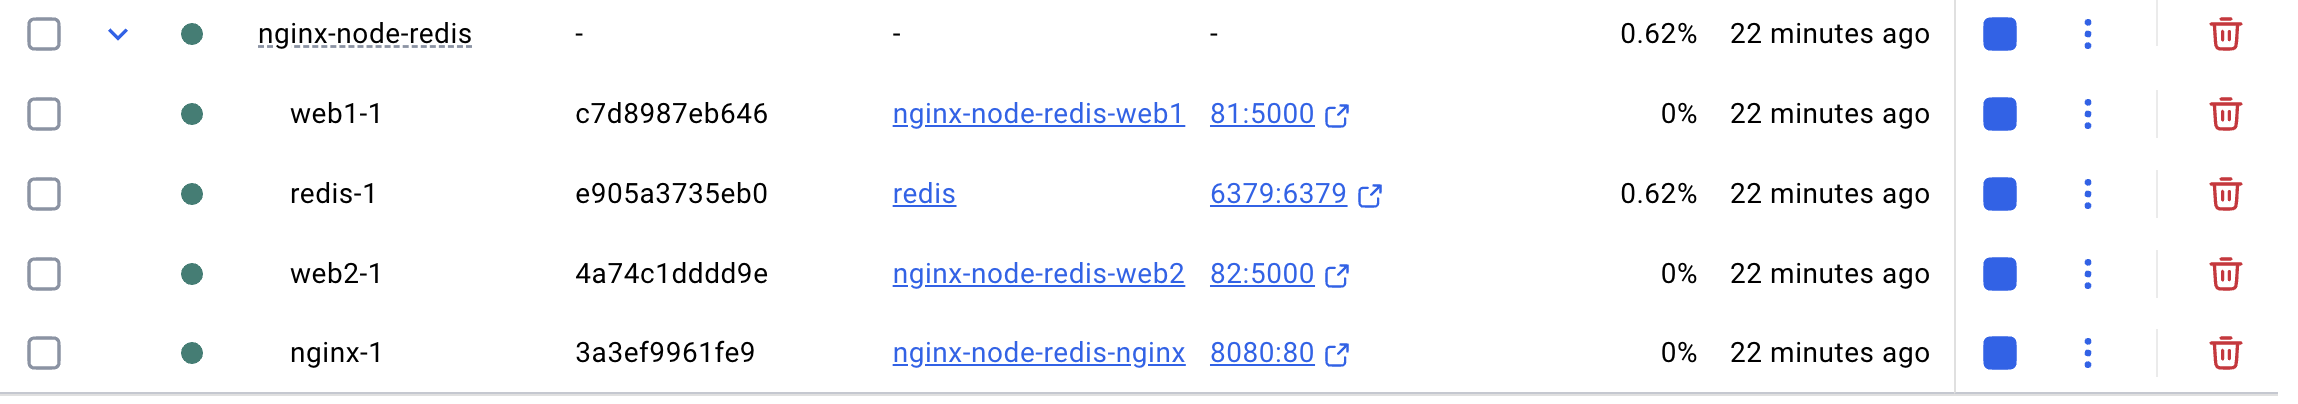 nginx-node-redis - - - 0.62% 22 minutes ago
web1-1 c7d8987eb646 nginx-node-redis-web1 81:5000 0% 22 minutes ago
redis-1 e905a3735eb0 redis 6379:6379 0.62% 22 minutes ago
web2-1 4a74c1dddd9e nginx-node-redis-web2 82:5000 0% 22 minutes ago
nginx-1 3a3ef9961fe9 nginx-node-redis-nginx 8080:80 0% 22 minutes ago